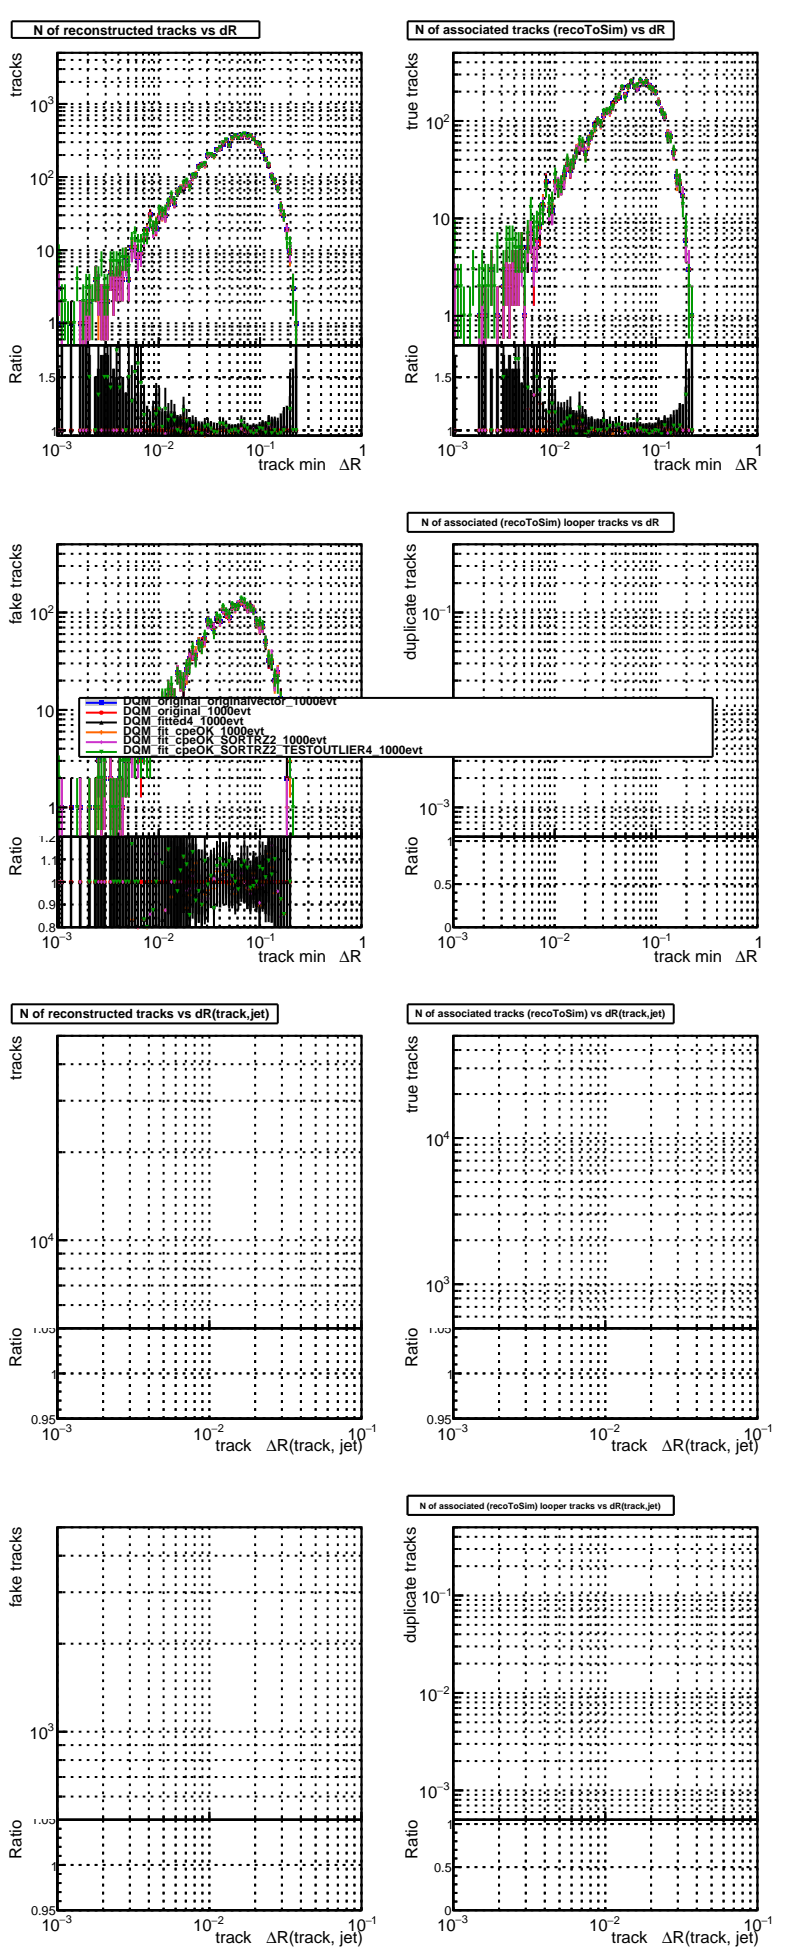 N of reconstructed tracks vs dR
N of associated tracks (recoToSim) vs dR
tracks
10³
10²
10
1
Ratio
1.5
1
10⁻³
10⁻²
10⁻¹
1
track min ΔR
true tracks
10²
10
1
Ratio
1.5
1
10⁻³
10⁻²
10⁻¹
1
track min ΔR
N of associated (recoToSim) looper tracks vs dR
fake tracks
10²
10
1
Ratio
1.2
1.1
1
0.9
0.8
10⁻³
10⁻²
10⁻¹
1
track min ΔR
duplicate tracks
10⁻¹
10⁻³
Ratio
1
0.5
0
10⁻³
10⁻²
10⁻¹
1
track min ΔR
DQM_original_originalvector_1000evt
DQM_original_1000evt
DQM_fitted4_1000evt
DQM_fit_cpeOK_1000evt
DQM_fit_cpeOK_SORTRZ2_1000evt
DQM_fit_cpeOK_SORTRZ2_TESTOUTLIER4_1000evt
N of reconstructed tracks vs dR(track,jet)
N of associated tracks (recoToSim) vs dR(track,jet)
tracks
10⁴
Ratio
1.05
1
0.95
10⁻³
10⁻²
10⁻¹
track ΔR(track, jet)
true tracks
10⁴
10³
Ratio
1.05
1
0.95
10⁻³
10⁻²
10⁻¹
track ΔR(track, jet)
N of associated (recoToSim) looper tracks vs dR(track,jet)
fake tracks
10³
Ratio
1.05
1
0.95
10⁻³
10⁻²
10⁻¹
track ΔR(track, jet)
duplicate tracks
10⁻¹
10⁻²
10⁻³
Ratio
1
0.5
0
10⁻³
10⁻²
10⁻¹
track ΔR(track, jet)